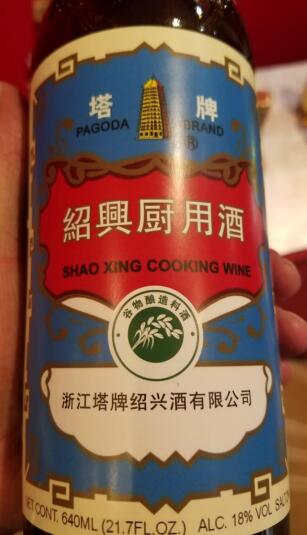 塔 牌
PAGODA BRAND
®
紹興厨用酒
SHAO XING COOKING WINE
谷物酿造料酒
浙江塔牌绍兴酒有限公司
NET CONT. 640ML (21.7FL.OZ.) ALC. 18% VOL